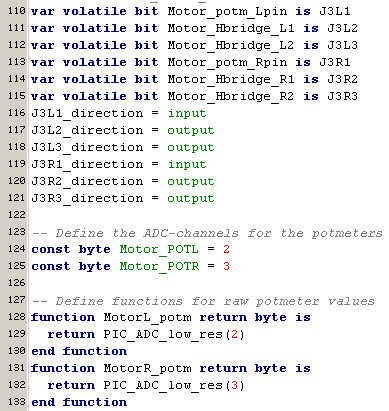 110 var volatile bit Motor_potm_Lpin is J3L1
111 var volatile bit Motor_Hbridge_L1 is J3L2
112 var volatile bit Motor_Hbridge_L2 is J3L3
113 var volatile bit Motor_potm_Rpin is J3R1
114 var volatile bit Motor_Hbridge_R1 is J3R2
115 var volatile bit Motor_Hbridge_R2 is J3R3
116 J3L1_direction = input
117 J3L2_direction = output
118 J3L3_direction = output
119 J3R1_direction = input
120 J3R2_direction = output
121 J3R3_direction = output
122
123 -- Define the ADC-channels for the potmeters
124 const byte Motor_POTL = 2
125 const byte Motor_POTR = 3
126
127 -- Define functions for raw potmeter values
128 function MotorL_potm return byte is
129 return PIC_ADC_low_res(2)
130 end function
131 function MotorR_potm return byte is
132 return PIC_ADC_low_res(3)
133 end function